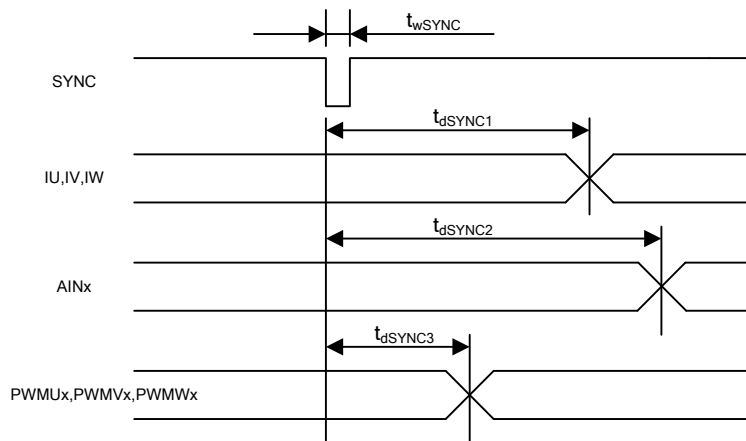 twSYNC
SYNC
tdSYNC1
IU,IV,IW
tdSYNC2
AINx
tdSYNC3
PWMUx,PWMVx,PWMWx